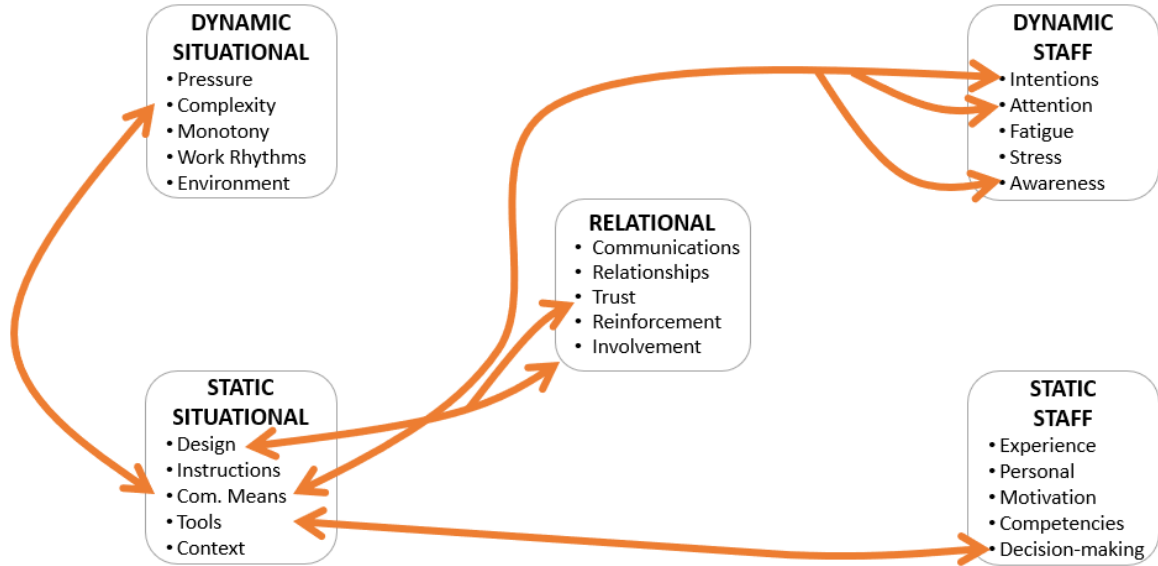 DYNAMIC
SITUATIONAL
• Pressure
• Complexity
• Monotony
• Work Rhythms
• Environment
DYNAMIC
STAFF
• Intentions
• Attention
• Fatigue
• Stress
• Awareness
RELATIONAL
• Communications
• Relationships
• Trust
• Reinforcement
• Involvement
STATIC
SITUATIONAL
• Design
• Instructions
• Com. Means
• Tools
• Context
STATIC
STAFF
• Experience
• Personal
• Motivation
• Competencies
• Decision-making